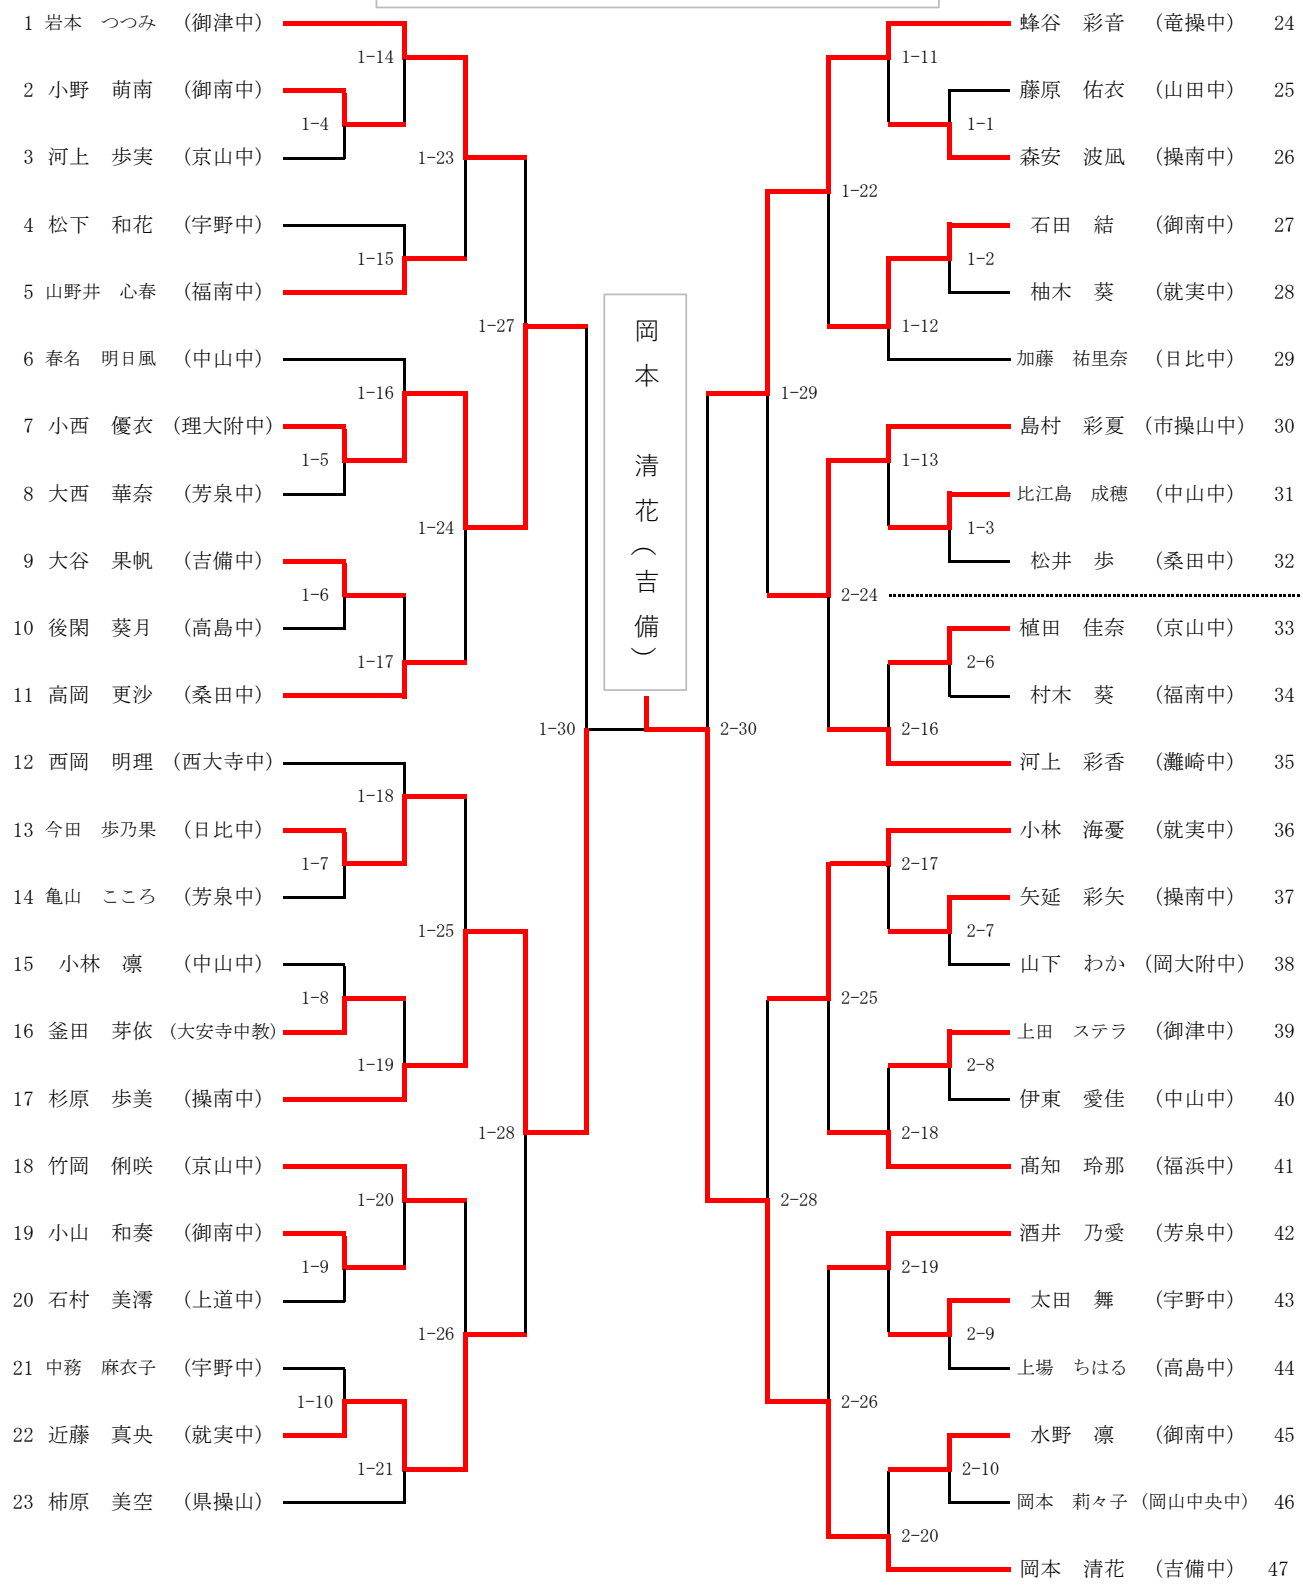 1 岩本 つつみ (御津中)
2 小野 萌南 (御南中)
3 河上 歩実 (京山中)
4 松下 和花 (宇野中)
5 山野井 心春 (福南中)
6 春名 明日風 (中山中)
7 小西 優衣 (理大附中)
8 大西 華奈 (芳泉中)
9 大谷 果帆 (吉備中)
10 後閑 葵月 (高島中)
11 高岡 更沙 (桑田中)
12 西岡 明理 (西大寺中)
13 今田 歩乃果 (日比中)
14 亀山 こころ (芳泉中)
15 小林 凛 (中山中)
16 釜田 芽依 (大安寺中教)
17 杉原 歩美 (操南中)
18 竹岡 俐咲 (京山中)
19 小山 和奏 (御南中)
20 石村 美澪 (上道中)
21 中務 麻衣子 (宇野中)
22 近藤 真央 (就実中)
23 柿原 美空 (県操山)
1-4
1-5
1-6
1-7
1-8
1-9
1-10
1-14
1-15
1-16
1-17
1-18
1-19
1-20
1-21
1-23
1-24
1-25
1-26
1-27
1-28
1-30
岡本 清花(吉備)
2-30
1-29
2-28
1-22
2-24
2-25
2-26
1-11
1-12
1-13
2-16
2-17
2-18
2-19
2-20
1-1
1-2
1-3
2-6
2-7
2-8
2-9
2-10
蜂谷 彩音 (竜操中) 24
藤原 佑衣 (山田中) 25
森安 波凪 (操南中) 26
石田 結 (御南中) 27
柚木 葵 (就実中) 28
加藤 祐里奈 (日比中) 29
島村 彩夏 (市操山中) 30
比江島 成穂 (中山中) 31
松井 歩 (桑田中) 32
植田 佳奈 (京山中) 33
村木 葵 (福南中) 34
河上 彩香 (灘崎中) 35
小林 海憂 (就実中) 36
矢延 彩矢 (操南中) 37
山下 わか (岡大附中) 38
上田 ステラ (御津中) 39
伊東 愛佳 (中山中) 40
髙知 玲那 (福浜中) 41
酒井 乃愛 (芳泉中) 42
太田 舞 (宇野中) 43
上場 ちはる (高島中) 44
水野 凛 (御南中) 45
岡本 莉々子 (岡山中央中) 46
岡本 清花 (吉備中) 47